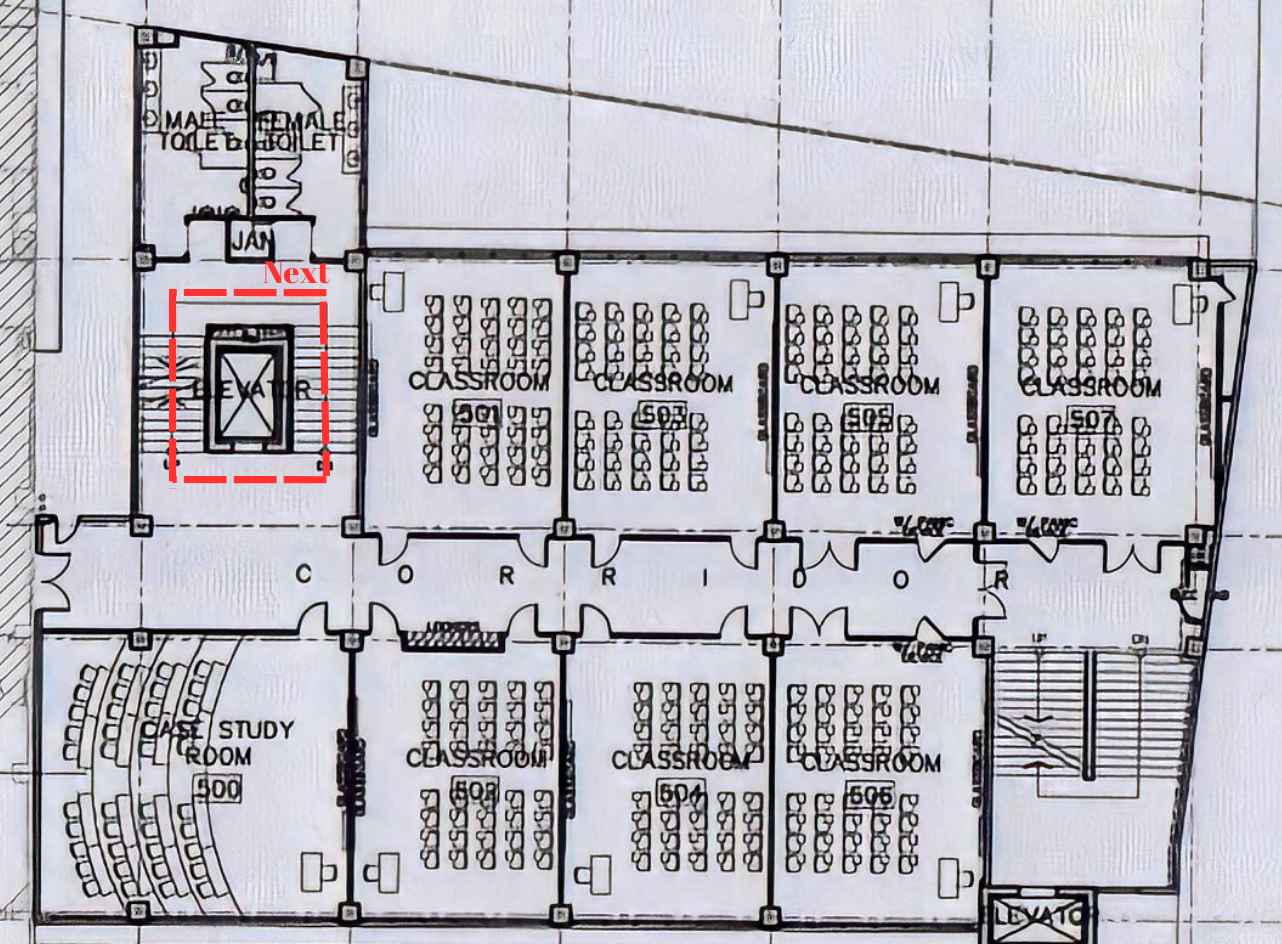 MALE
TOILET
FEMALE
TOILET
JAN
Next
ELEVATOR
CLASSROOM
501
CLASSROOM
503
CLASSROOM
505
CLASSROOM
507
C O R R I D O R
CASE STUDY
ROOM
500
CLASSROOM
502
CLASSROOM
504
CLASSROOM
506
ELEVATOR